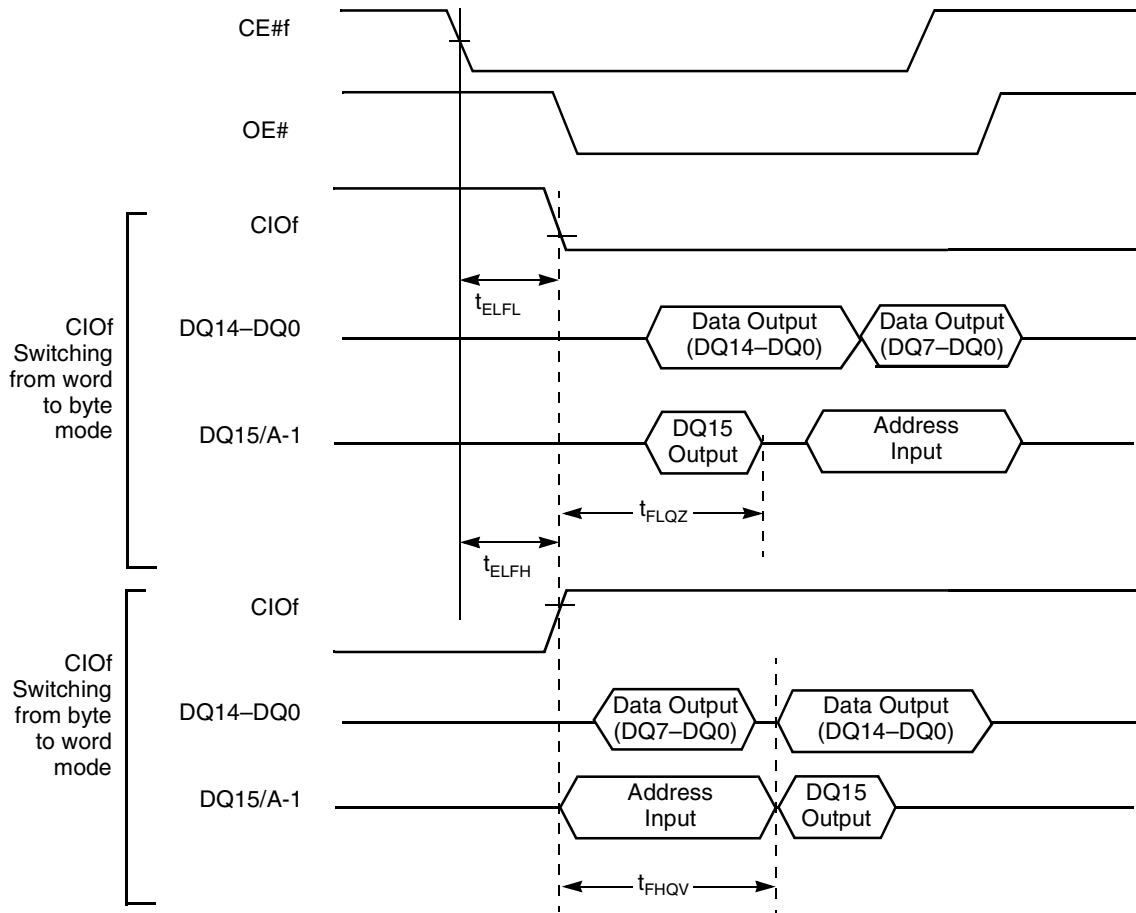 CE#f
OE#
CIOf
Switching
from word
to byte
mode
CIOf
tELFL
DQ14–DQ0
Data Output
(DQ14–DQ0)
Data Output
(DQ7–DQ0)
DQ15/A-1
DQ15
Output
Address
Input
tFLQZ
tELFH
CIOf
Switching
from byte
to word
mode
CIOf
DQ14–DQ0
Data Output
(DQ7–DQ0)
Data Output
(DQ14–DQ0)
DQ15/A-1
Address
Input
DQ15
Output
tFHQV